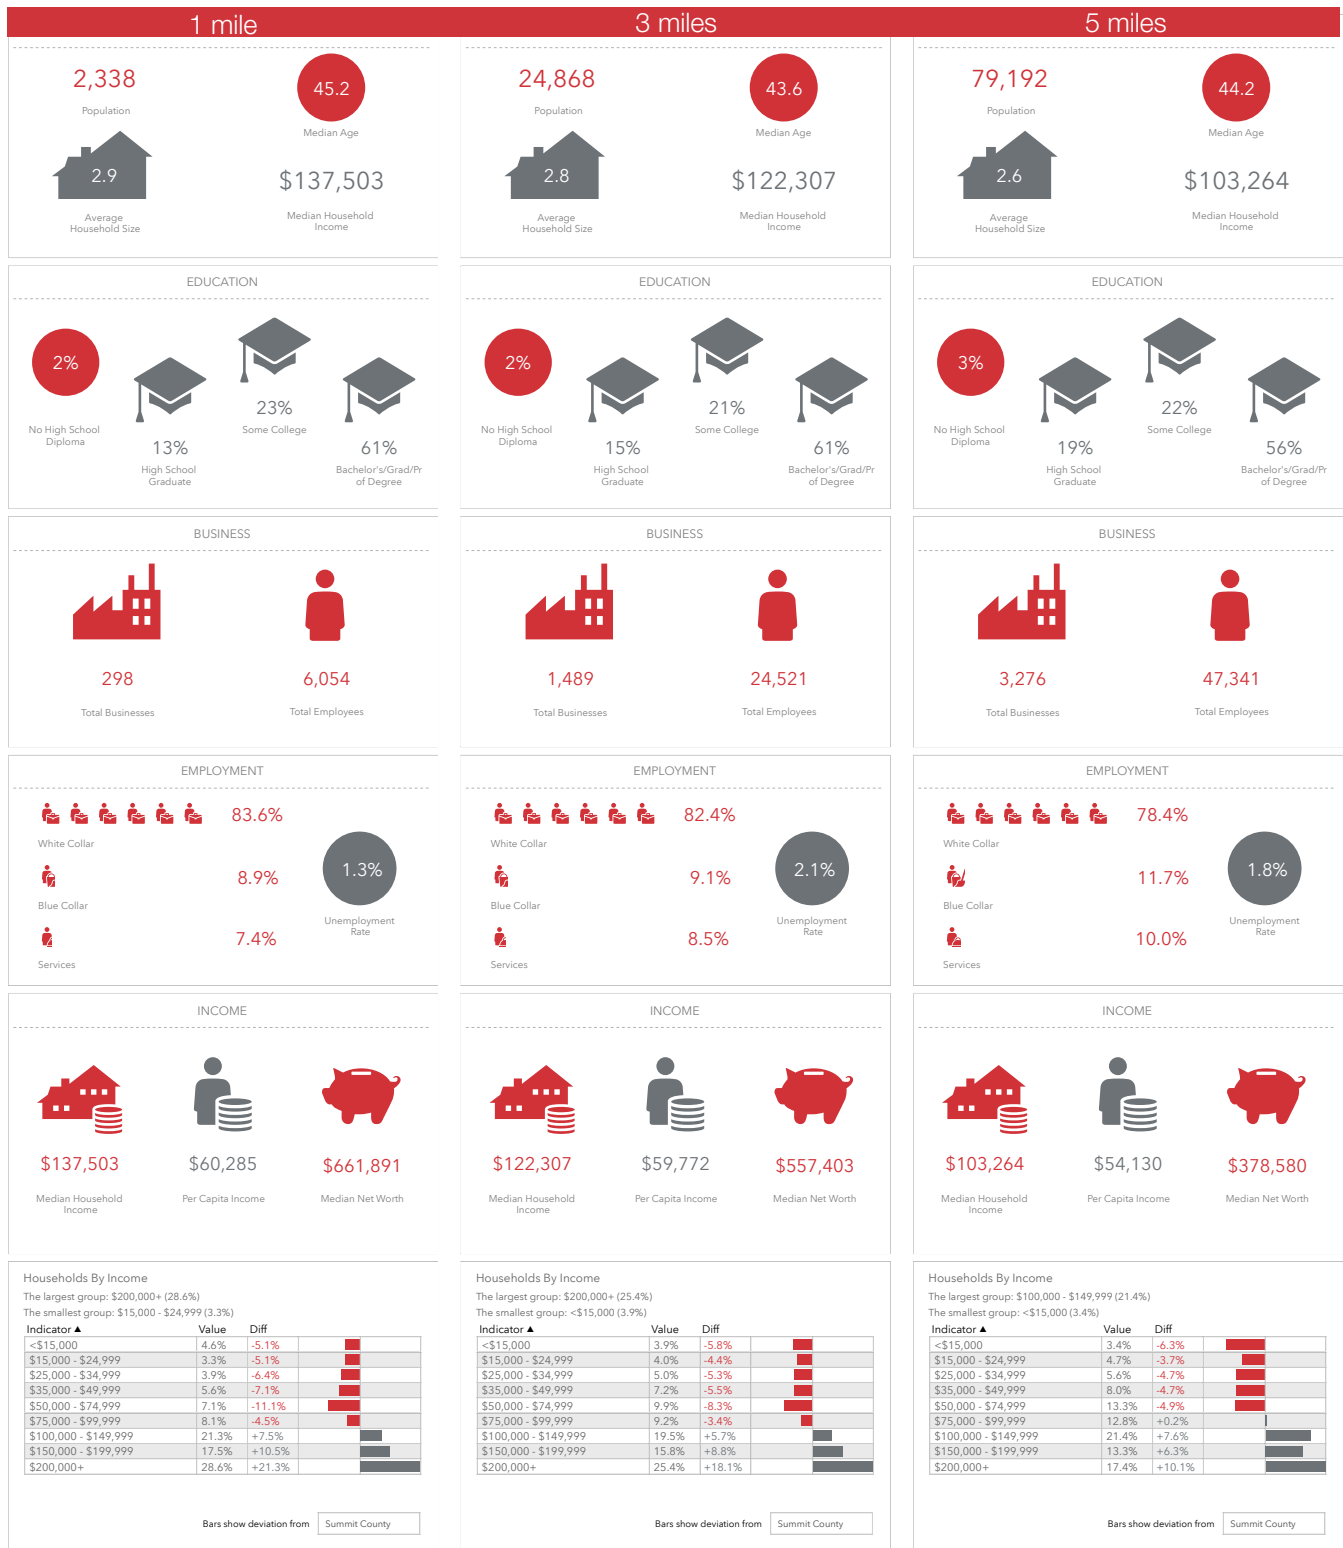 1 mile
2,338
Population
45.2
Median Age
2.9
Average
Household Size
$137,503
Median Household
Income
EDUCATION
2%
No High School
Diploma
13%
High School
Graduate
23%
Some College
61%
Bachelor's/Grad/Pr
of Degree
BUSINESS
298
Total Businesses
6,054
Total Employees
EMPLOYMENT
83.6%
White Collar
8.9%
Blue Collar
7.4%
Services
1.3%
Unemployment
Rate
INCOME
$137,503
Median Household
Income
$60,285
Per Capita Income
$661,891
Median Net Worth
Households By Income
The largest group: $200,000+ (28.6%)
The smallest group: $15,000 - $24,999 (3.3%)
Indicator ▲ Value Diff
<$15,000 4.6% -5.1%
$15,000 - $24,999 3.3% -5.1%
$25,000 - $34,999 3.9% -6.4%
$35,000 - $49,999 5.6% -7.1%
$50,000 - $74,999 7.1% -11.1%
$75,000 - $99,999 8.1% -4.5%
$100,000 - $149,999 21.3% +7.5%
$150,000 - $199,999 17.5% +10.5%
$200,000+ 28.6% +21.3%
Bars show deviation from Summit County
3 miles
24,868
Population
43.6
Median Age
2.8
Average
Household Size
$122,307
Median Household
Income
EDUCATION
2%
No High School
Diploma
15%
High School
Graduate
21%
Some College
61%
Bachelor's/Grad/Pr
of Degree
BUSINESS
1,489
Total Businesses
24,521
Total Employees
EMPLOYMENT
82.4%
White Collar
9.1%
Blue Collar
8.5%
Services
2.1%
Unemployment
Rate
INCOME
$122,307
Median Household
Income
$59,772
Per Capita Income
$557,403
Median Net Worth
Households By Income
The largest group: $200,000+ (25.4%)
The smallest group: <$15,000 (3.9%)
Indicator ▲ Value Diff
<$15,000 3.9% -5.8%
$15,000 - $24,999 4.0% -4.4%
$25,000 - $34,999 5.0% -5.3%
$35,000 - $49,999 7.2% -5.5%
$50,000 - $74,999 9.9% -8.3%
$75,000 - $99,999 9.2% -3.4%
$100,000 - $149,999 19.5% +5.7%
$150,000 - $199,999 15.8% +8.8%
$200,000+ 25.4% +18.1%
Bars show deviation from Summit County
5 miles
79,192
Population
44.2
Median Age
2.6
Average
Household Size
$103,264
Median Household
Income
EDUCATION
3%
No High School
Diploma
19%
High School
Graduate
22%
Some College
56%
Bachelor's/Grad/Pr
of Degree
BUSINESS
3,276
Total Businesses
47,341
Total Employees
EMPLOYMENT
78.4%
White Collar
11.7%
Blue Collar
10.0%
Services
1.8%
Unemployment
Rate
INCOME
$103,264
Median Household
Income
$54,130
Per Capita Income
$378,580
Median Net Worth
Households By Income
The largest group: $100,000 - $149,999 (21.4%)
The smallest group: <$15,000 (3.4%)
Indicator ▲ Value Diff
<$15,000 3.4% -6.3%
$15,000 - $24,999 4.7% -3.7%
$25,000 - $34,999 5.6% -4.7%
$35,000 - $49,999 8.0% -4.7%
$50,000 - $74,999 13.3% -4.9%
$75,000 - $99,999 12.8% +0.2%
$100,000 - $149,999 21.4% +7.6%
$150,000 - $199,999 13.3% +6.3%
$200,000+ 17.4% +10.1%
Bars show deviation from Summit County